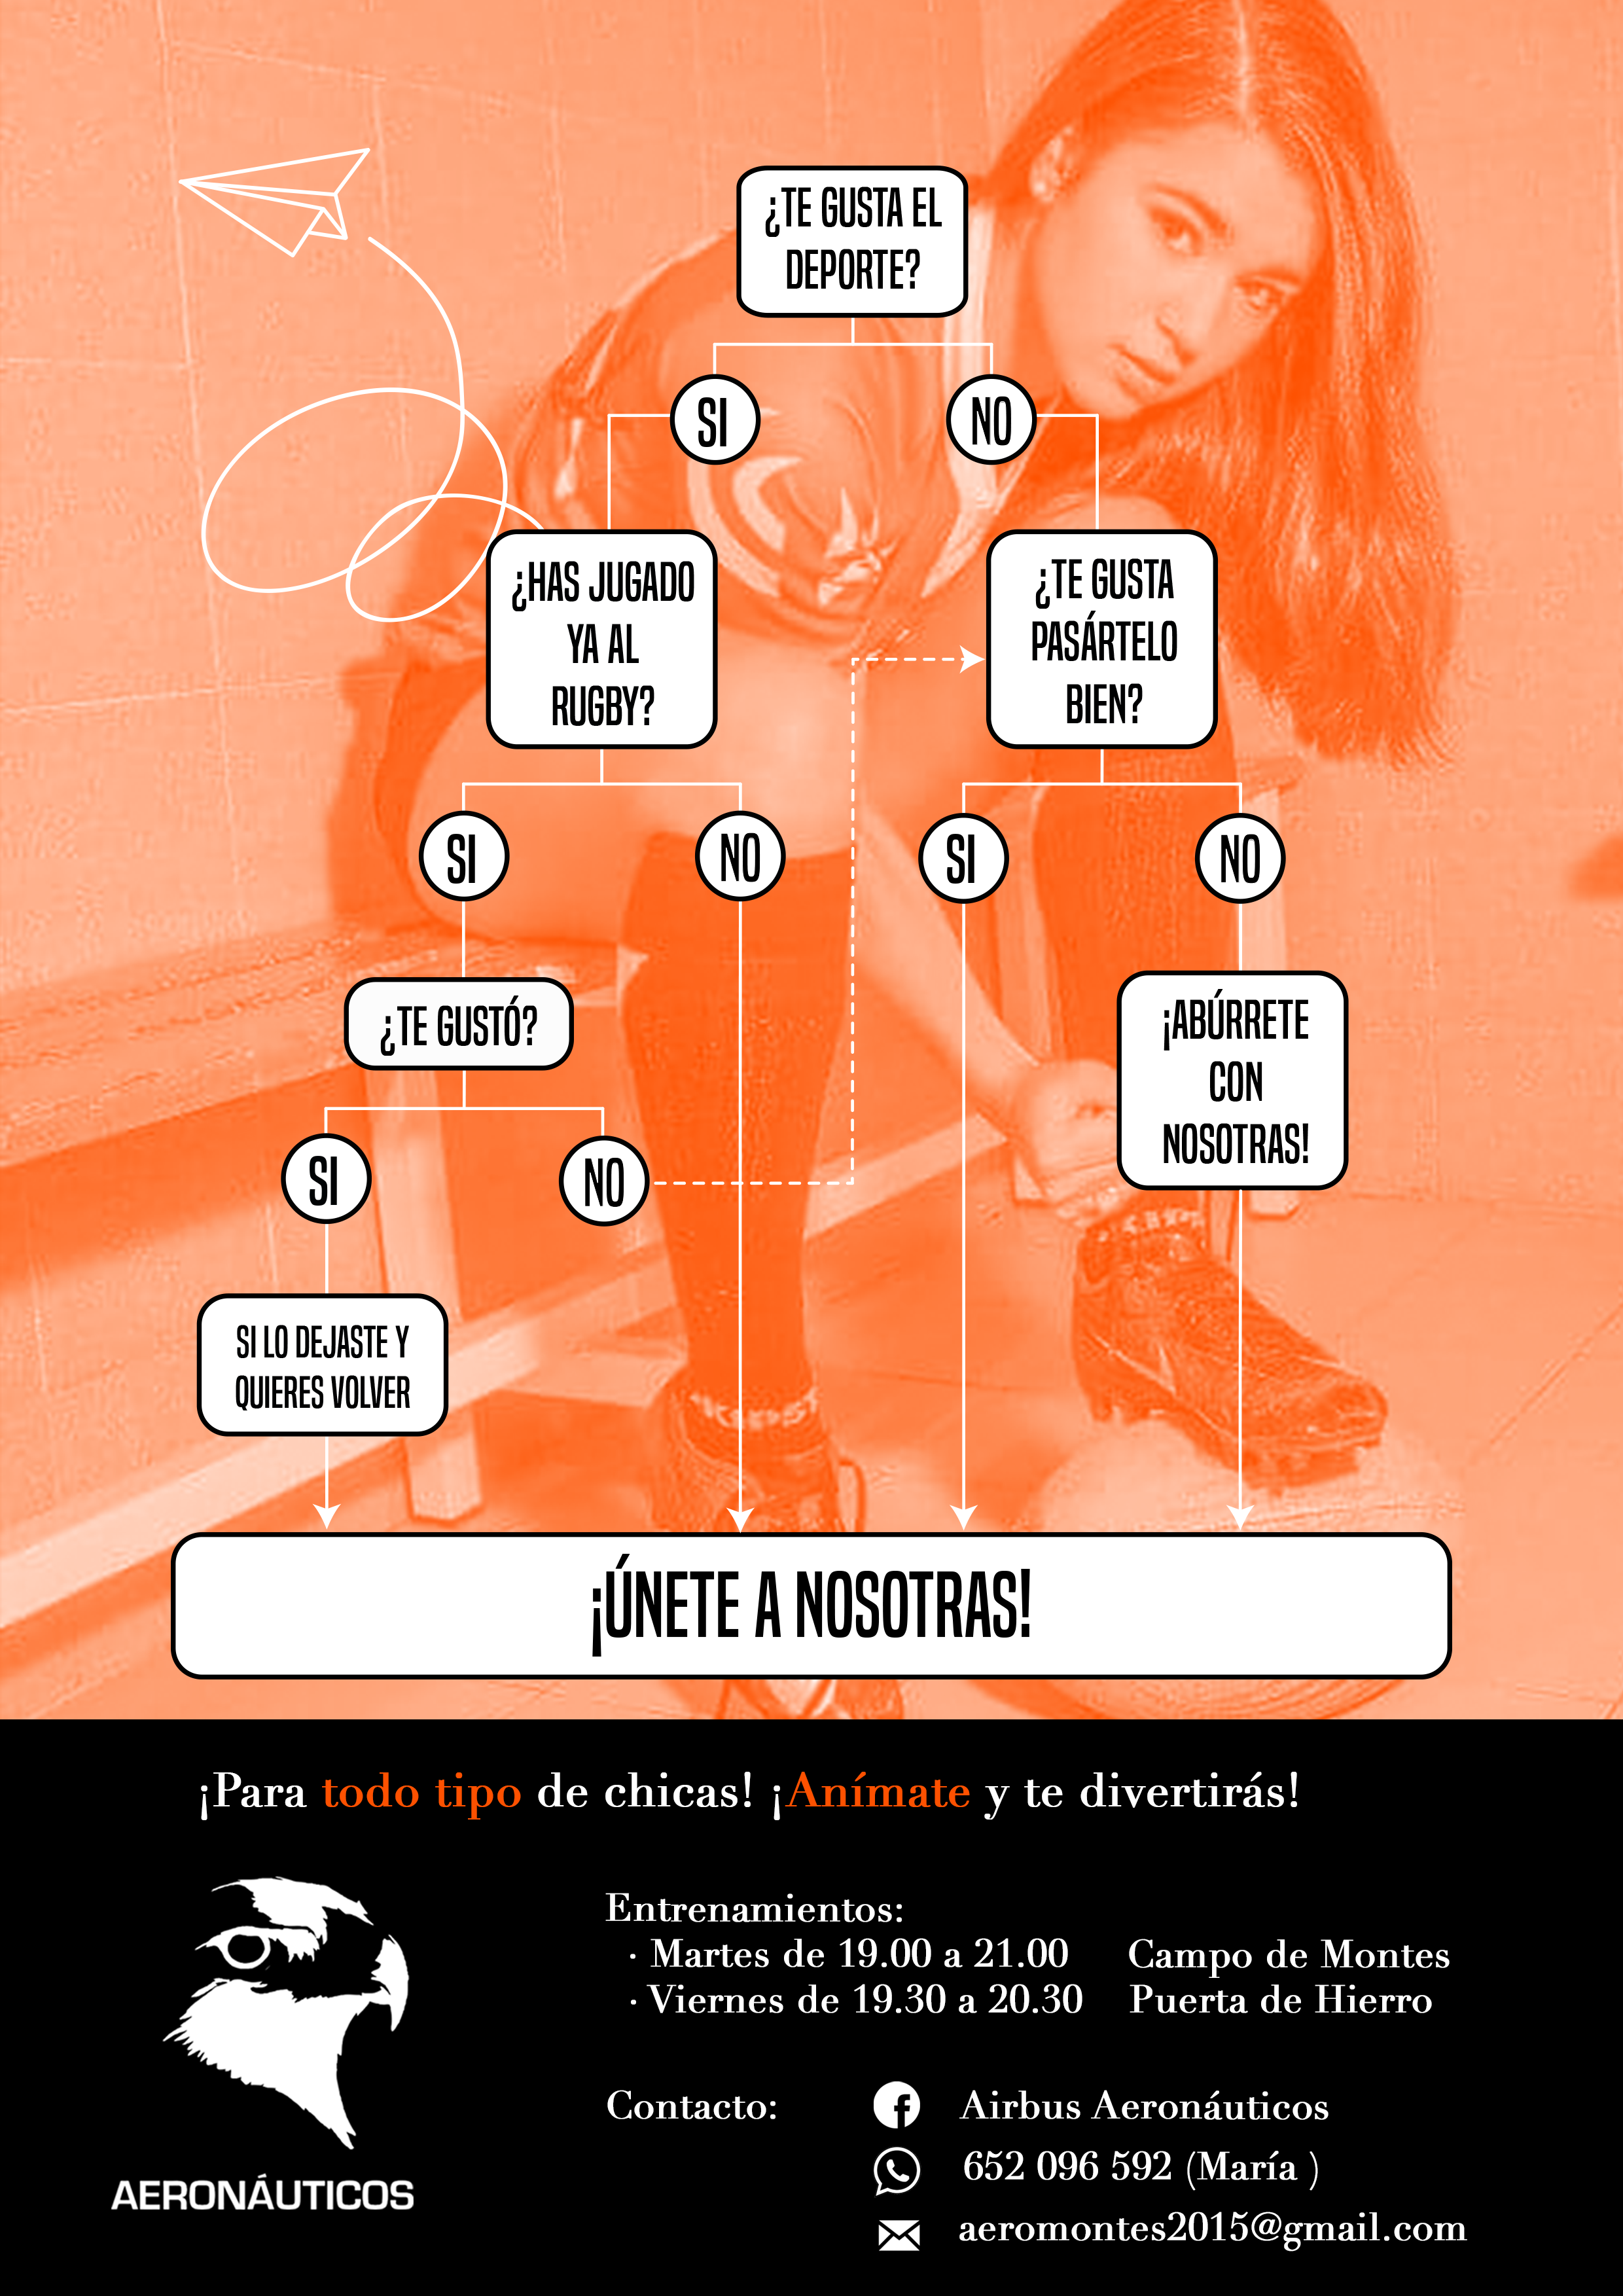 ¿TE GUSTA EL
DEPORTE?
SI
NO
¿HAS JUGADO
YA AL
RUGBY?
¿TE GUSTA
PASÁRTELO
BIEN?
SI
NO
SI
NO
¿TE GUSTÓ?
¡ABÚRRETE
CON
NOSOTRAS!
SI
NO
SI LO DEJASTE Y
QUIERES VOLVER
¡ÚNETE A NOSOTRAS!
¡Para todo tipo de chicas! ¡Anímate y te divertirás!
AERONÁUTICOS
Entrenamientos:
· Martes de 19.00 a 21.00 Campo de Montes
· Viernes de 19.30 a 20.30 Puerta de Hierro
Contacto: Airbus Aeronáuticos
652 096 592 (María )
aeromontes2015@gmail.com